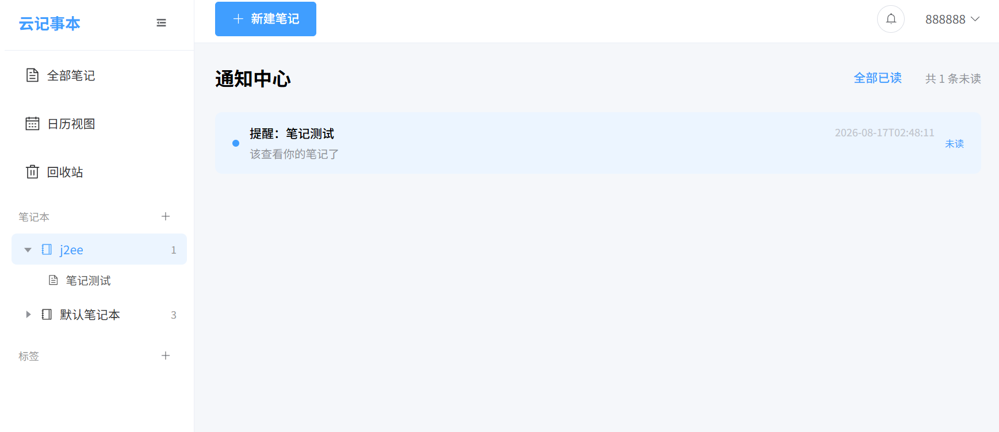 云记事本
新建笔记
888888
全部笔记
日历视图
回收站
笔记本
j2ee 1
笔记测试
默认笔记本 3
标签
通知中心
全部已读 共 1 条未读
提醒：笔记测试 2026-08-17T02:48:11
该查看你的笔记了
未读